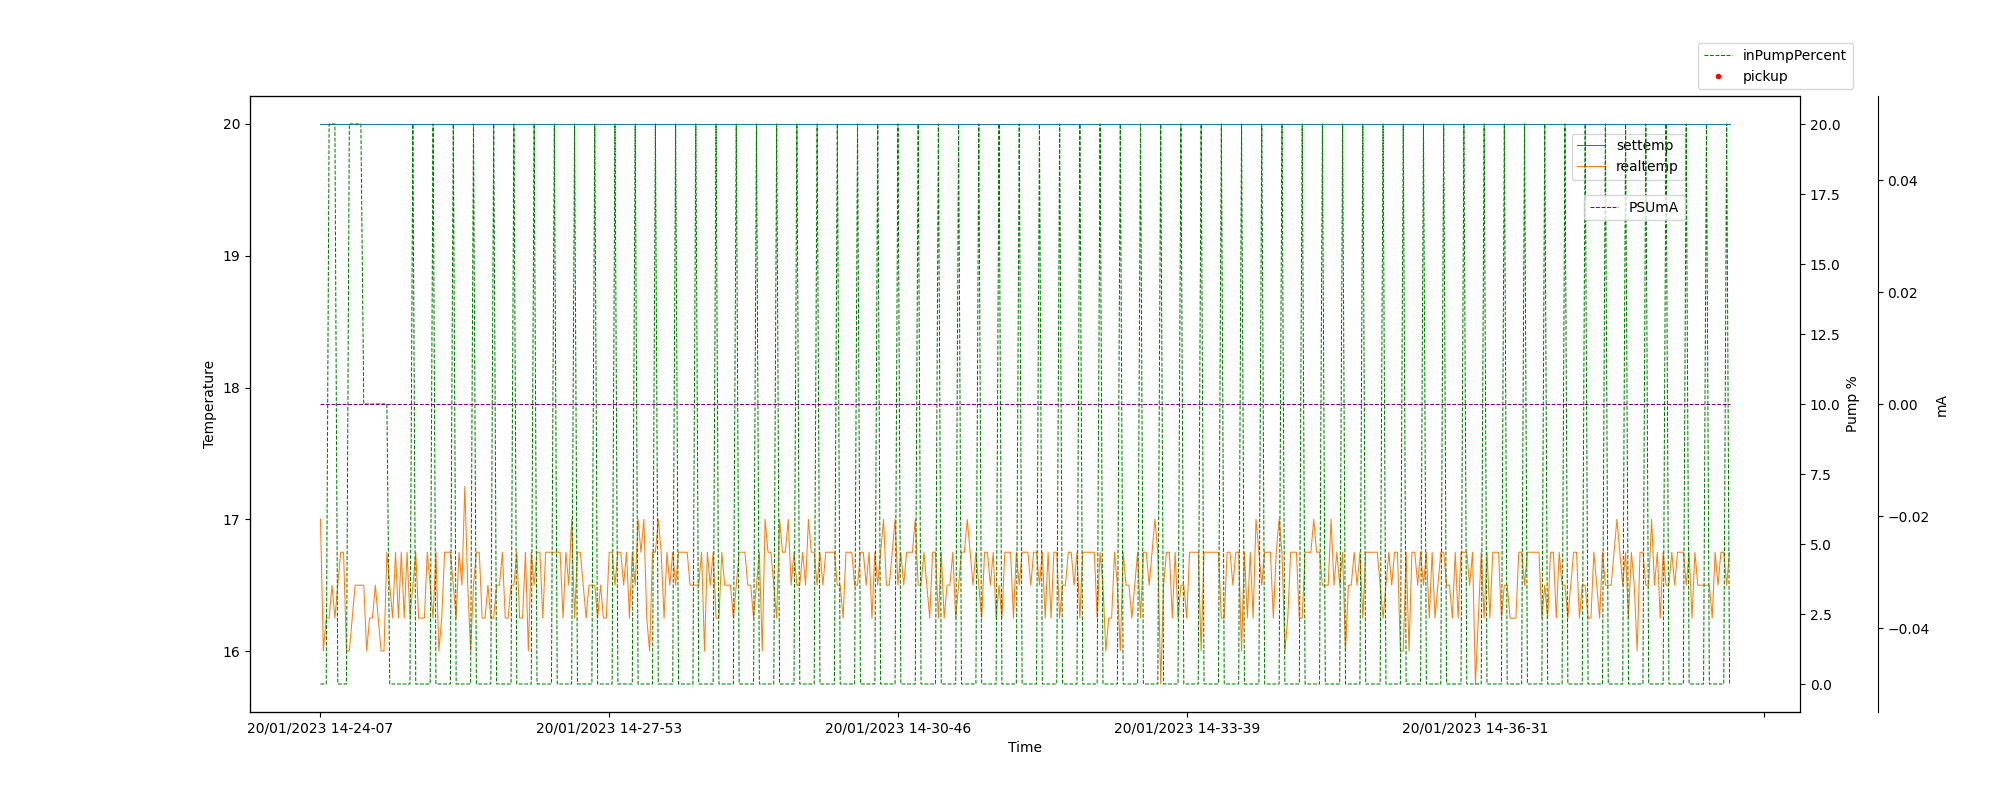 inPumpPercent
pickup
20
19
18
17
16
Temperature
settemp
realtemp
PSUmA
20.0
17.5
15.0
12.5
10.0
7.5
5.0
2.5
0.0
Pump %
0.04
0.02
0.00
−0.02
−0.04
mA
20/01/2023 14-24-07
20/01/2023 14-27-53
20/01/2023 14-30-46
20/01/2023 14-33-39
20/01/2023 14-36-31
Time